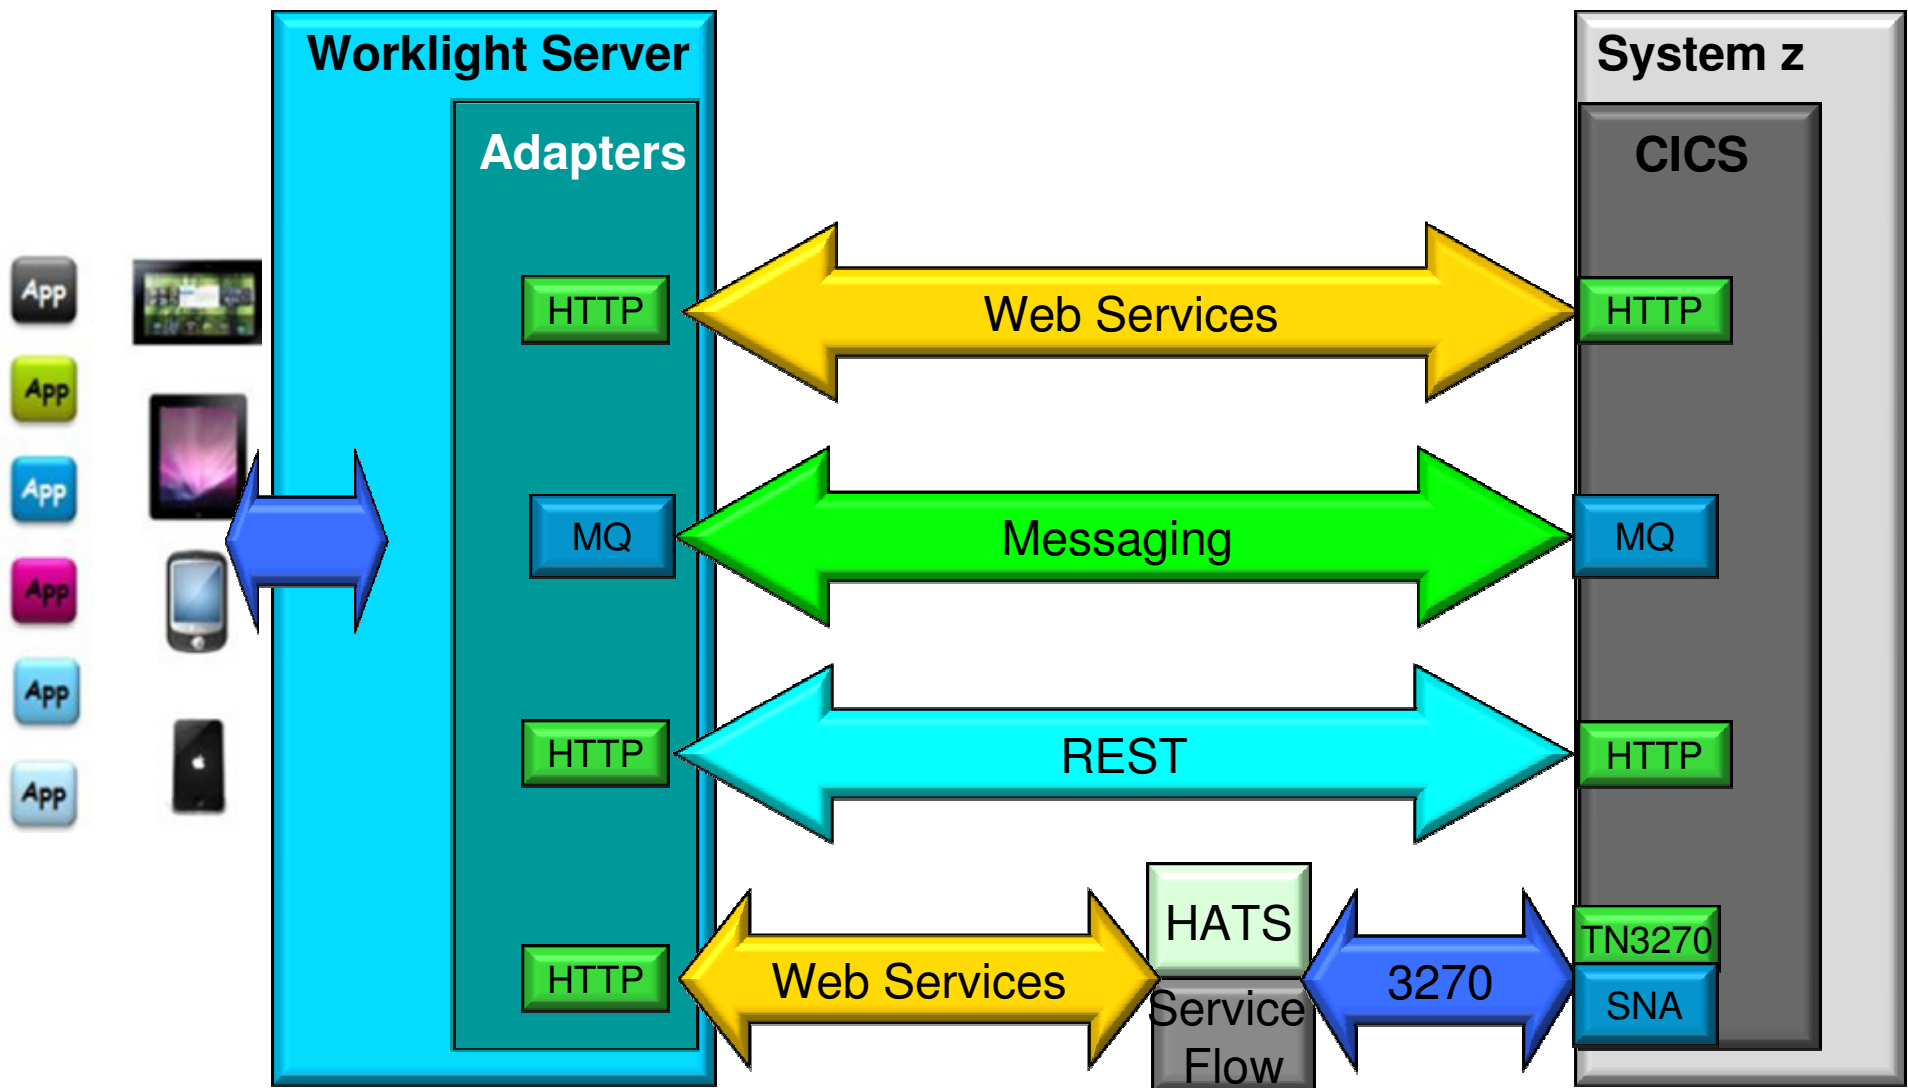 Worklight Server
System z
Adapters
CICS
App
App
App
App
App
App
HTTP
Web Services
HTTP
MQ
Messaging
MQ
HTTP
REST
HTTP
HTTP
Web Services
HATS
Service
Flow
3270
TN3270
SNA